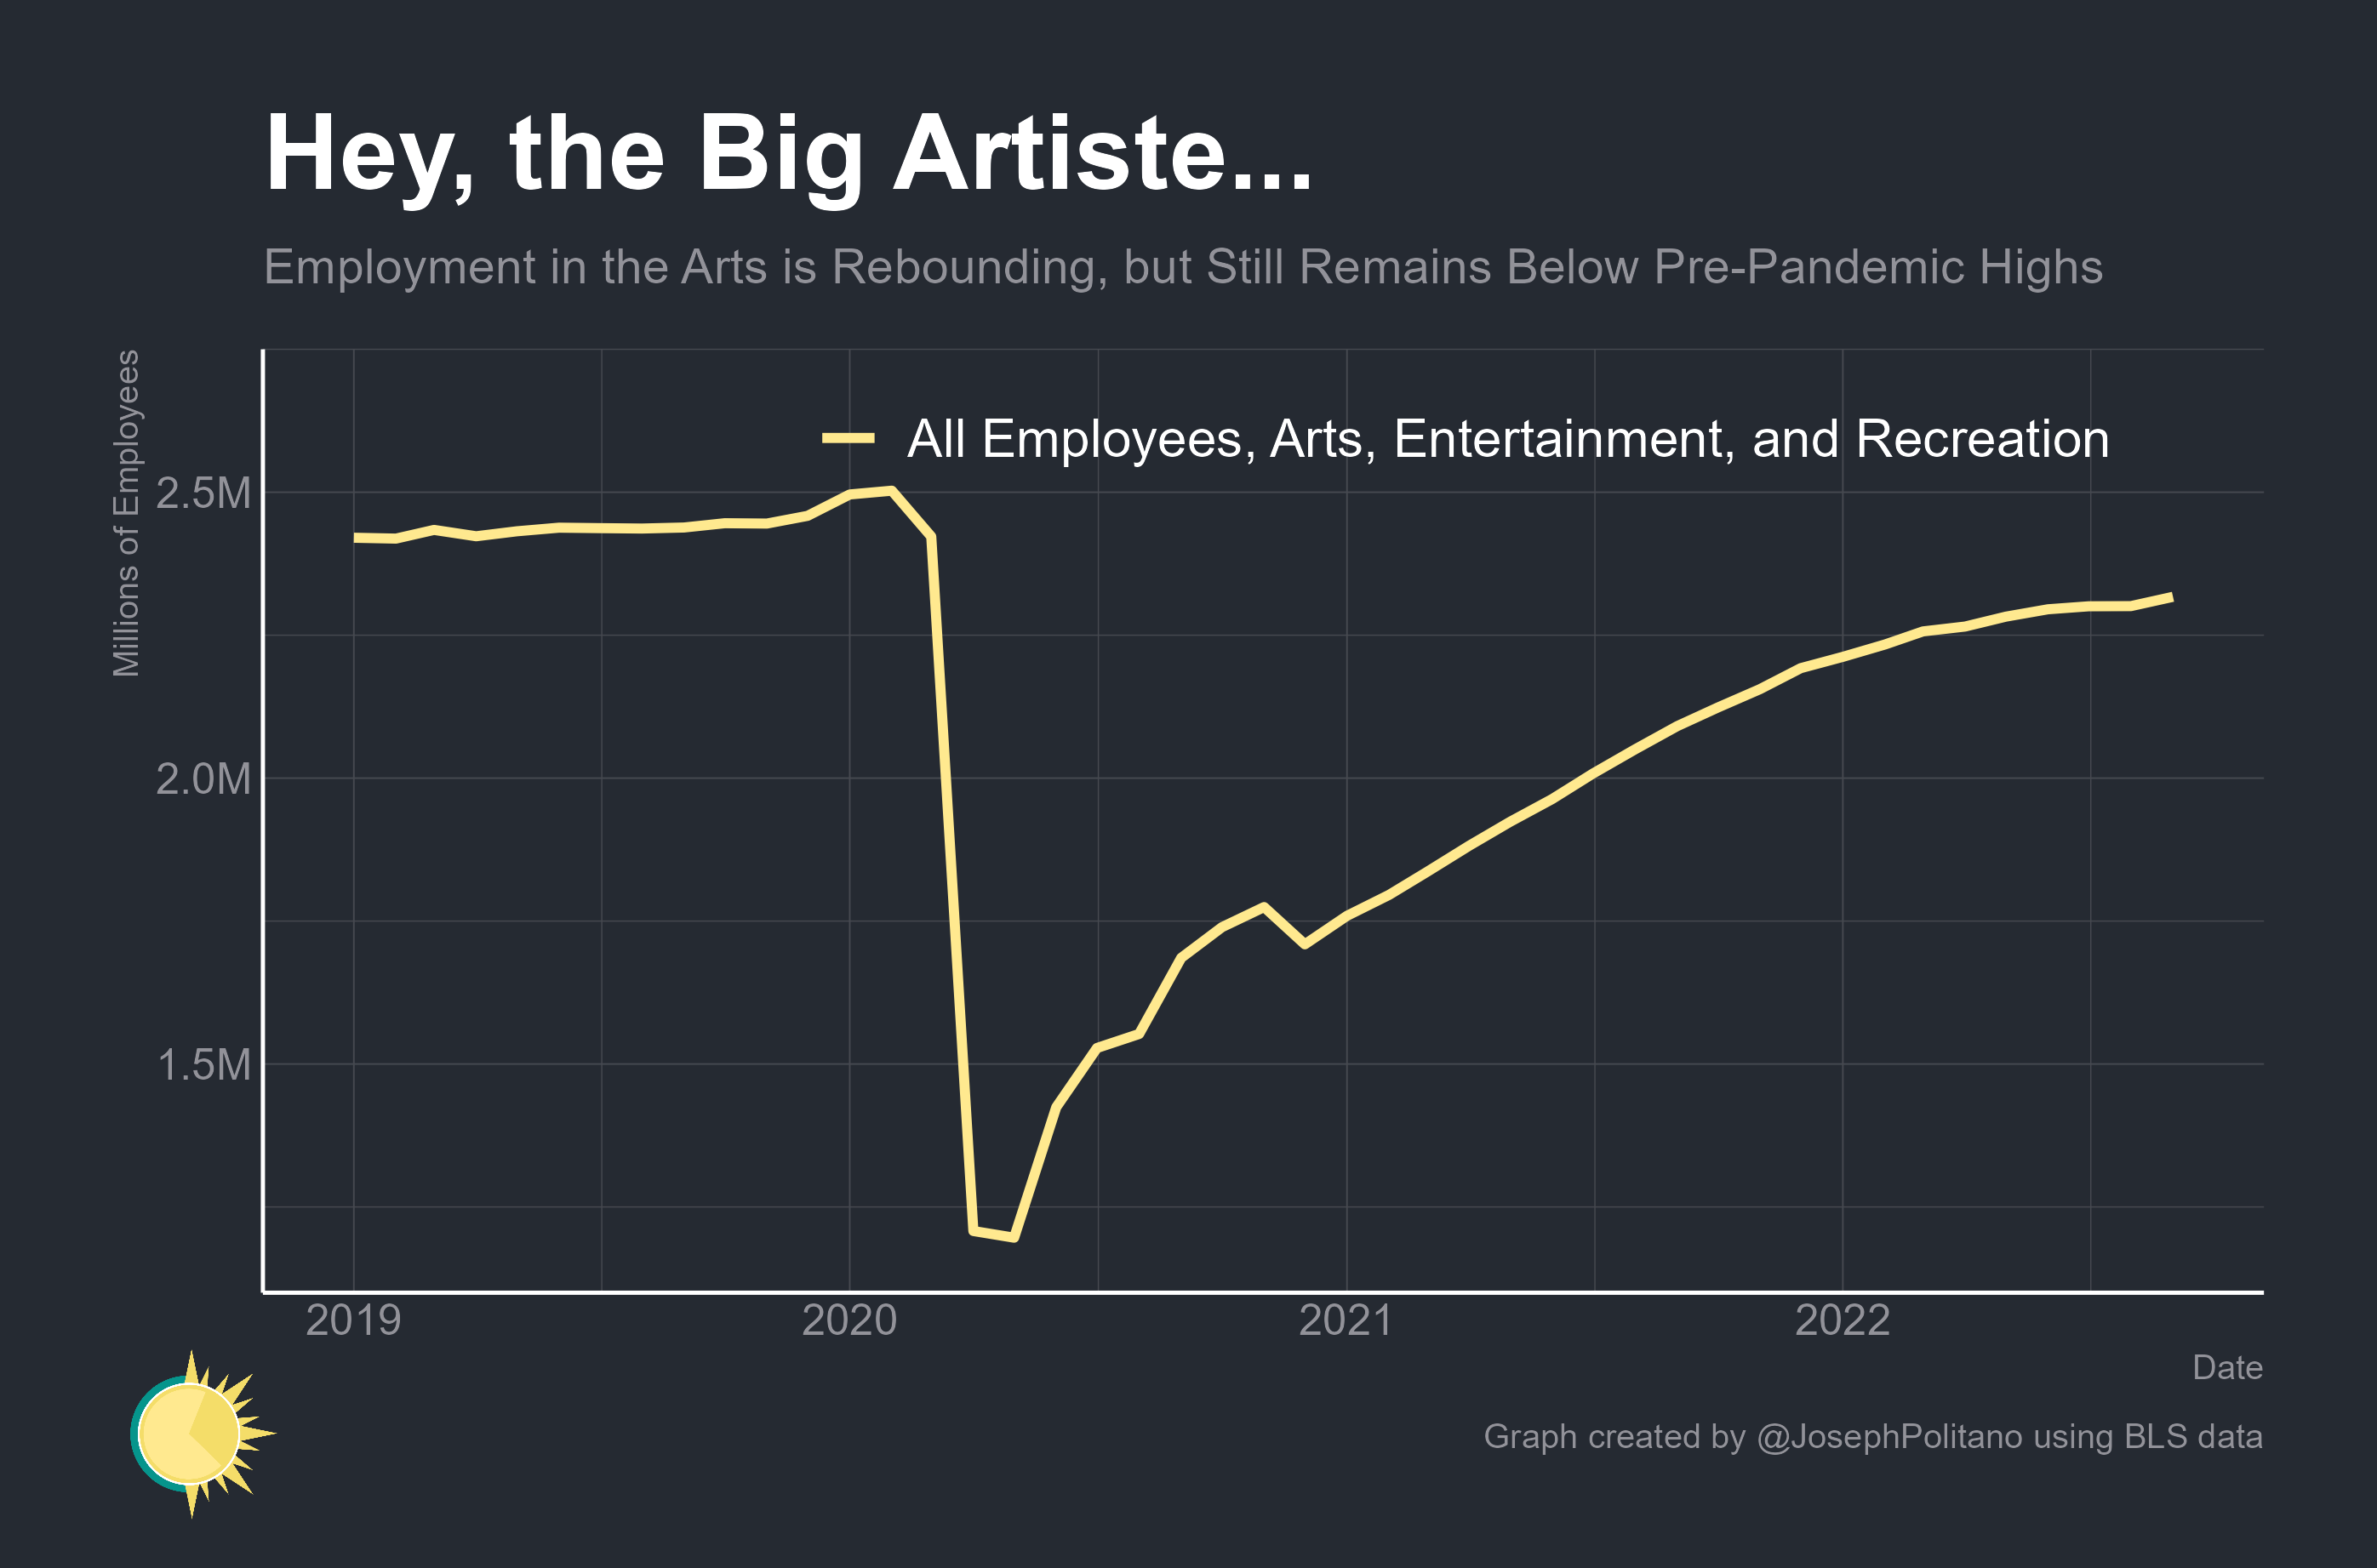 Hey, the Big Artiste...
Employment in the Arts is Rebounding, but Still Remains Below Pre-Pandemic Highs
Millions of Employees
All Employees, Arts, Entertainment, and Recreation
2.5M
2.0M
1.5M
2019 2020 2021 2022
Date
Graph created by @JosephPolitano using BLS data